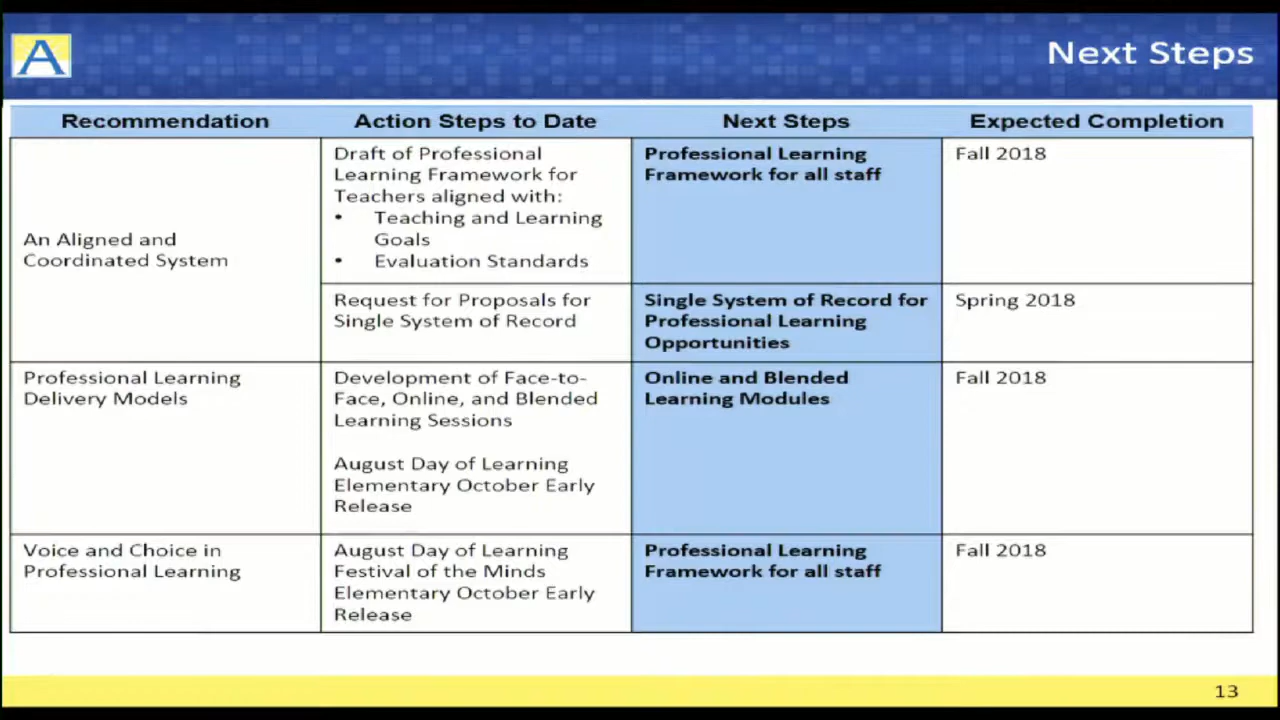 A
Next Steps
Recommendation
Action Steps to Date
Next Steps
Expected Completion
An Aligned and
Coordinated System
Draft of Professional
Learning Framework for
Teachers aligned with:
• Teaching and Learning
Goals
• Evaluation Standards
Professional Learning
Framework for all staff
Fall 2018
Request for Proposals for
Single System of Record
Single System of Record for
Professional Learning
Opportunities
Spring 2018
Professional Learning
Delivery Models
Development of Face-to-
Face, Online, and Blended
Learning Sessions
August Day of Learning
Elementary October Early
Release
Online and Blended
Learning Modules
Fall 2018
Voice and Choice in
Professional Learning
August Day of Learning
Festival of the Minds
Elementary October Early
Release
Professional Learning
Framework for all staff
Fall 2018
13